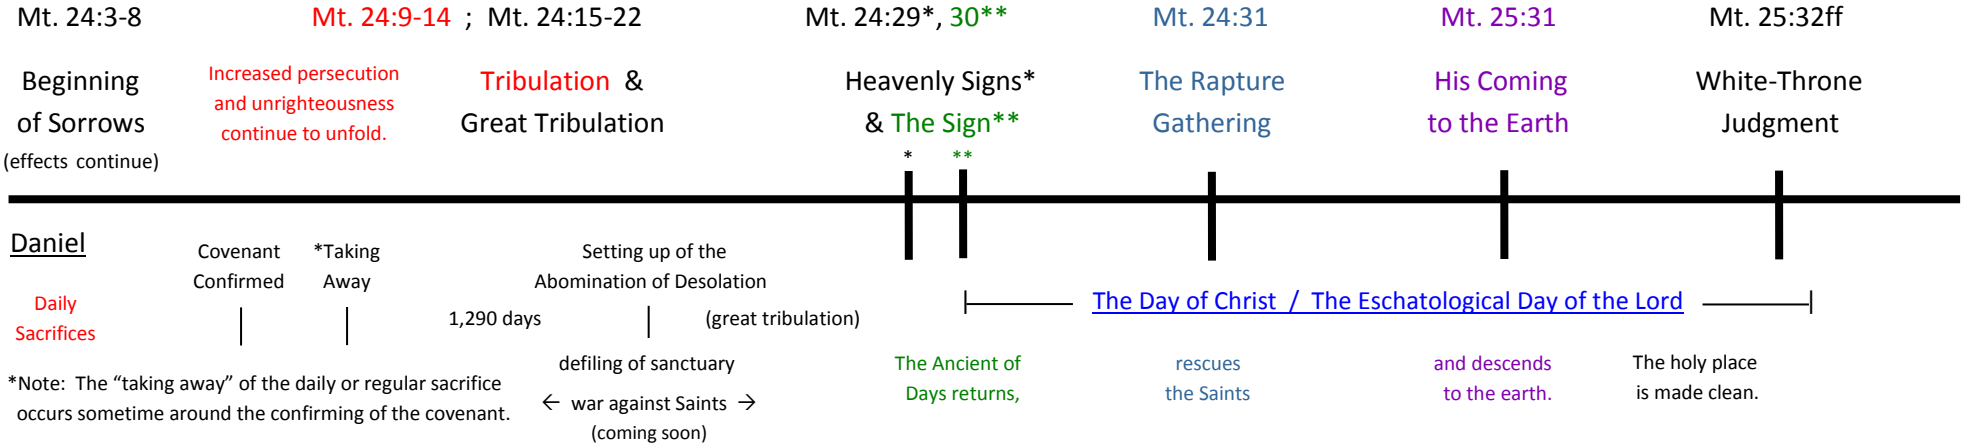 Mt. 24:3-8 Mt. 24:9-14 ; Mt. 24:15-22 Mt. 24:29*, 30** Mt. 24:31 Mt. 25:31 Mt. 25:32ff
Beginning
of Sorrows
(effects continue)
Increased persecution
and unrighteousness
continue to unfold.
Tribulation &
Great Tribulation
Heavenly Signs*
& The Sign**
* **
The Rapture
Gathering
His Coming
to the Earth
White-Throne
Judgment
Daniel
Daily
Sacrifices
Covenant
Confirmed
*Taking
Away
Setting up of the
Abomination of Desolation
1,290 days (great tribulation)
defiling of sanctuary
← war against Saints →
(coming soon)
*Note: The “taking away” of the daily or regular sacrifice
occurs sometime around the confirming of the covenant.
The Day of Christ / The Eschatological Day of the Lord
The Ancient of
Days returns,
rescues
the Saints
and descends
to the earth.
The holy place
is made clean.